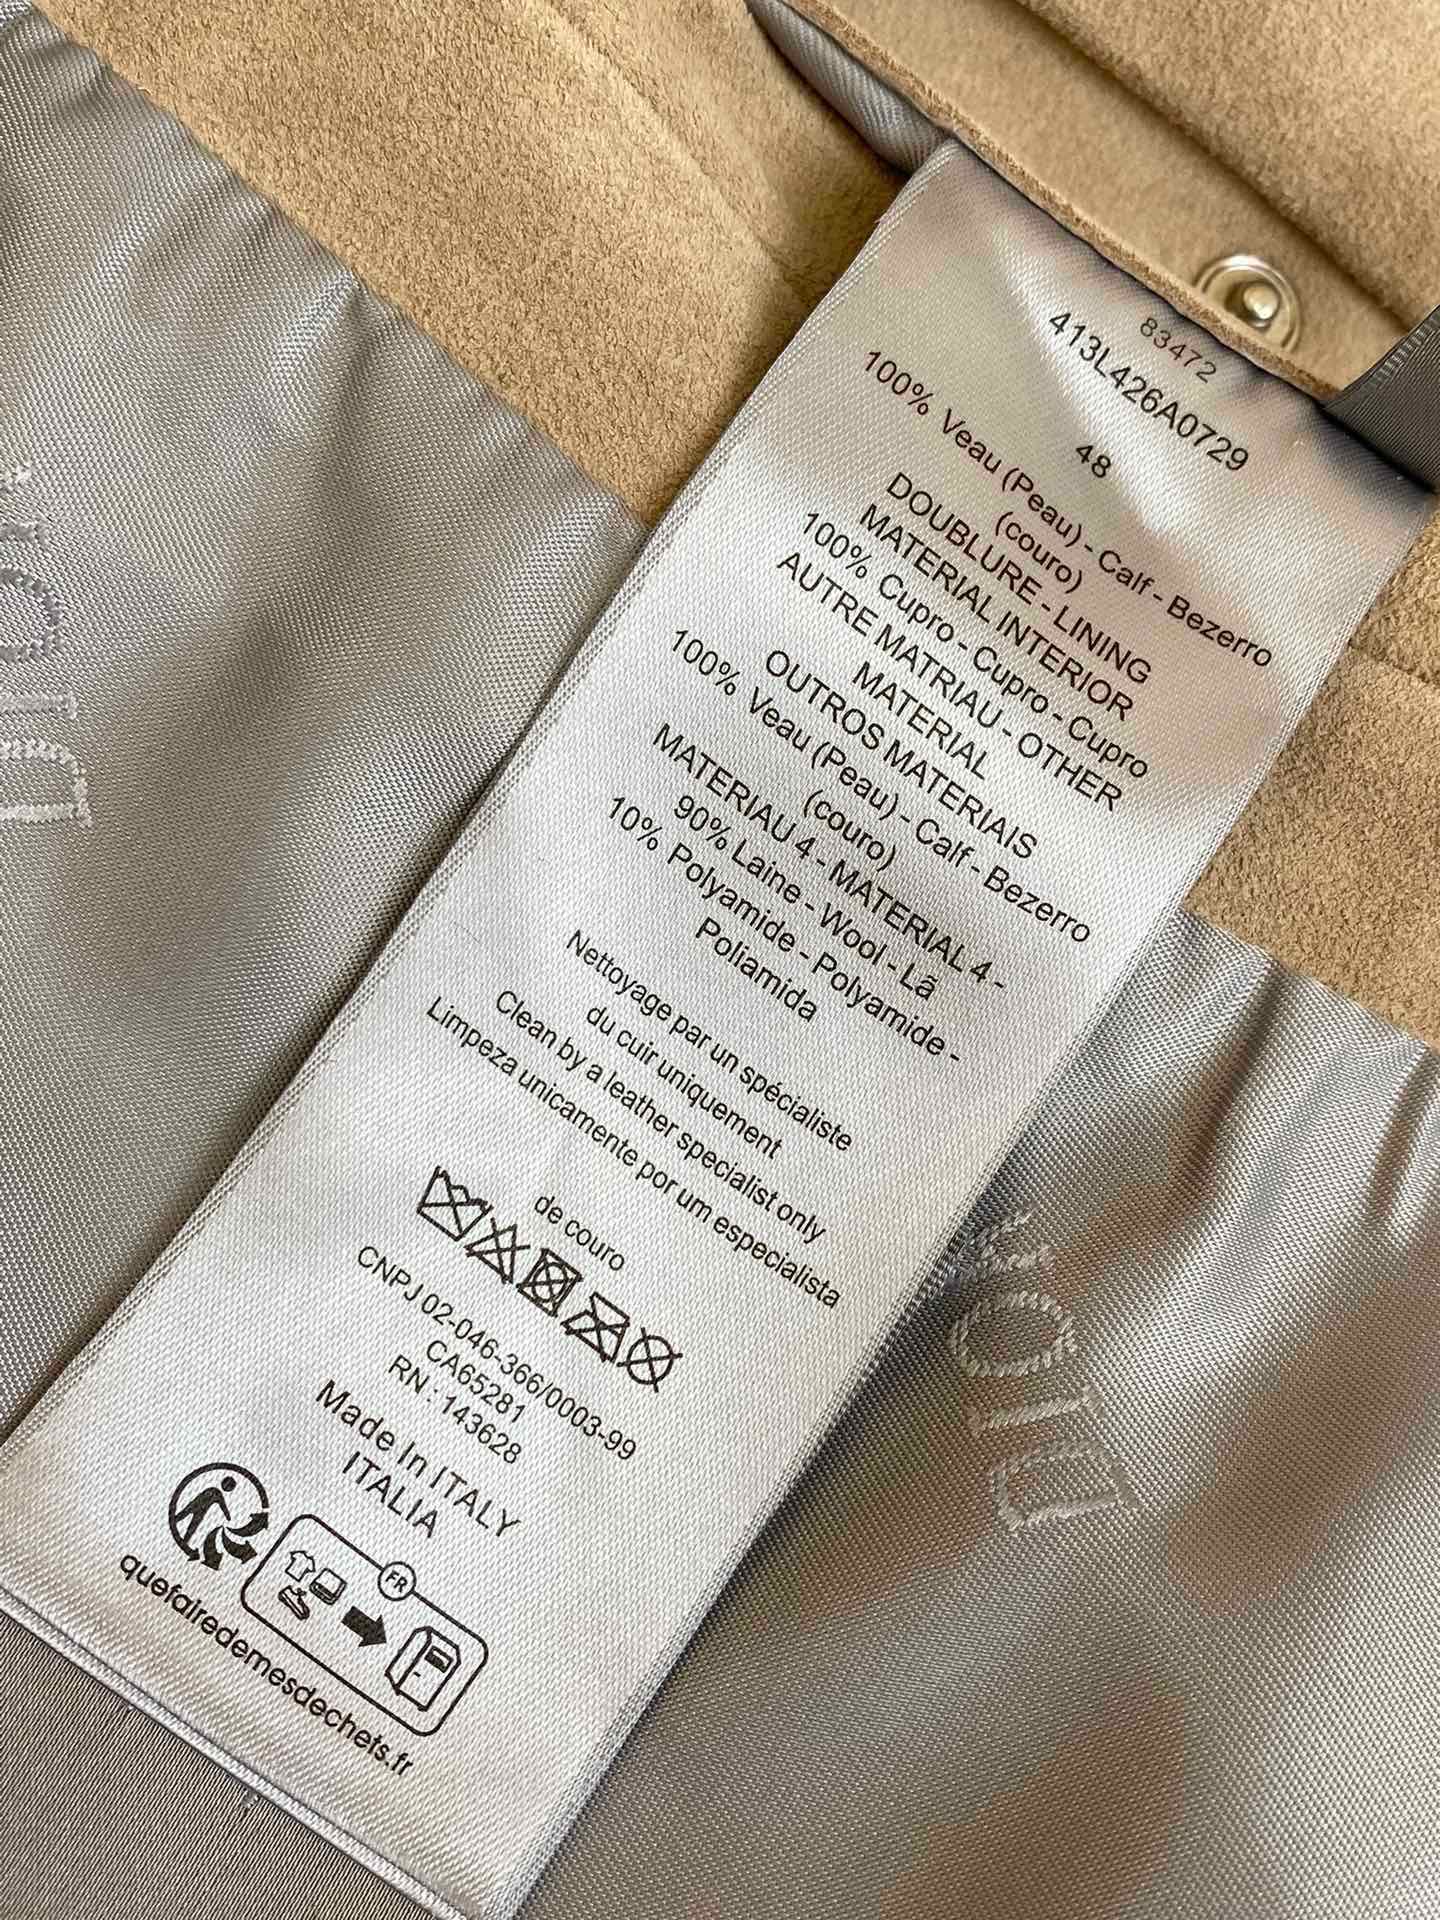 83472
413L426A0729
48
100% Veau (Peau) - Calf - Bezerro
(couro)
DOUBLURE - LINING
MATERIAL INTERIOR
100% Cupro - Cupro - Cupro
AUTRE MATRIAU - OTHER
MATERIAL
OUTROS MATERIAIS
100% Veau (Peau) - Calf - Bezerro
(couro)
MATERIAU 4 - MATERIAL 4 -
90% Laine - Wool - Lã
10% Polyamide - Polyamide -
Poliamida
Nettoyage par un spécialiste
du cuir uniquement
Clean by a leather specialist only
Limpeza unicamente por um especialista
de couro
CNPJ 02-046-366/0003-99
CA65281
RN : 143628
Made In ITALY
ITALIA
FR
quefairedemesdechets.fr
Dior
Dior